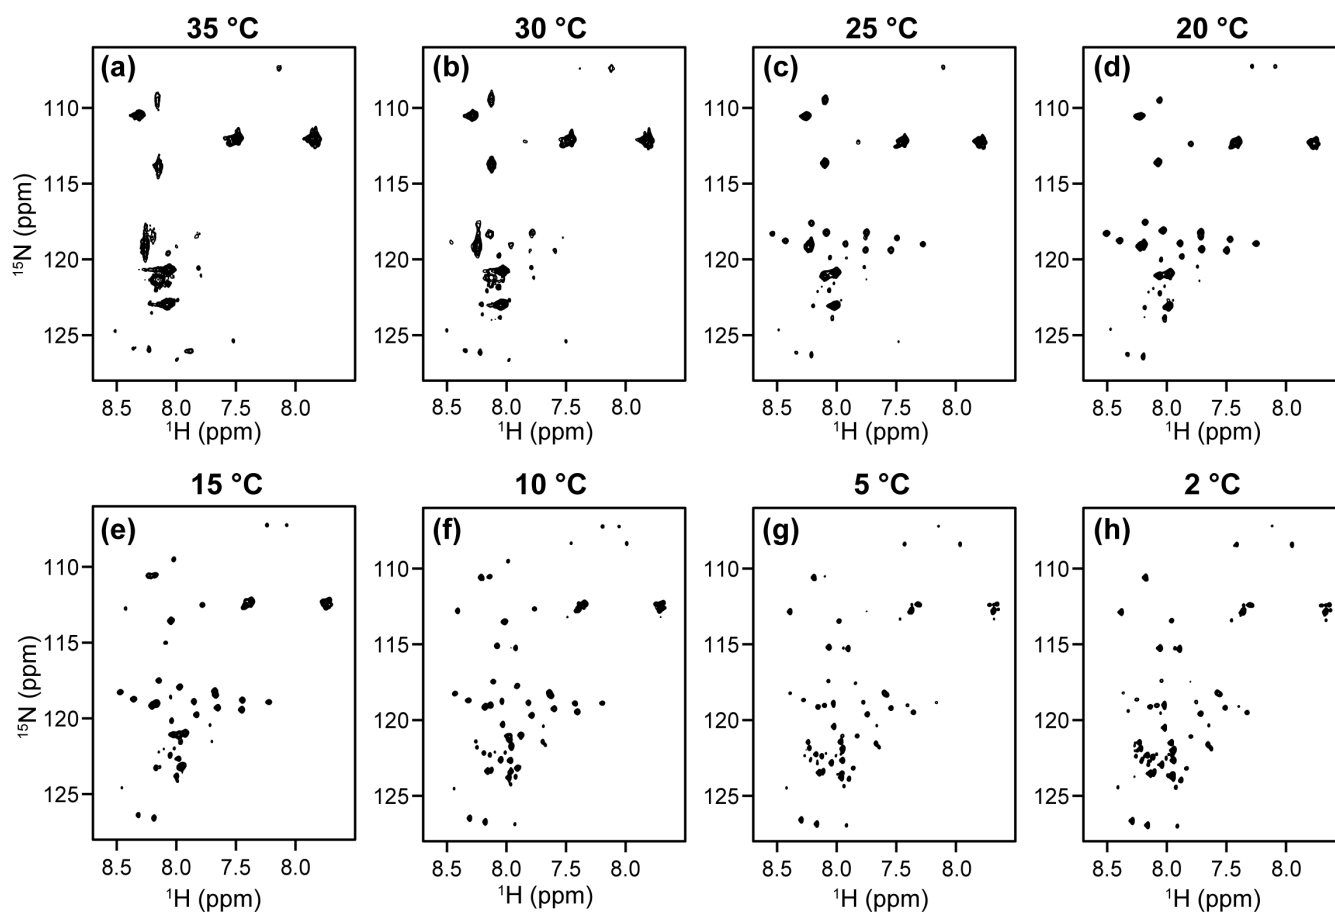 35 °C 30 °C 25 °C 20 °C
(a) (b) (c) (d)
110 110 110 110
115 115 115 115
120 120 120 120
125 125 125 125
¹⁵N (ppm)
8.5 8.0 7.5 8.0 8.5 8.0 7.5 8.0 8.5 8.0 7.5 8.0 8.5 8.0 7.5 8.0
¹H (ppm) ¹H (ppm) ¹H (ppm) ¹H (ppm)
15 °C 10 °C 5 °C 2 °C
(e) (f) (g) (h)
110 110 110 110
115 115 115 115
120 120 120 120
125 125 125 125
¹⁵N (ppm)
8.5 8.0 7.5 8.0 8.5 8.0 7.5 8.0 8.5 8.0 7.5 8.0 8.5 8.0 7.5 8.0
¹H (ppm) ¹H (ppm) ¹H (ppm) ¹H (ppm)